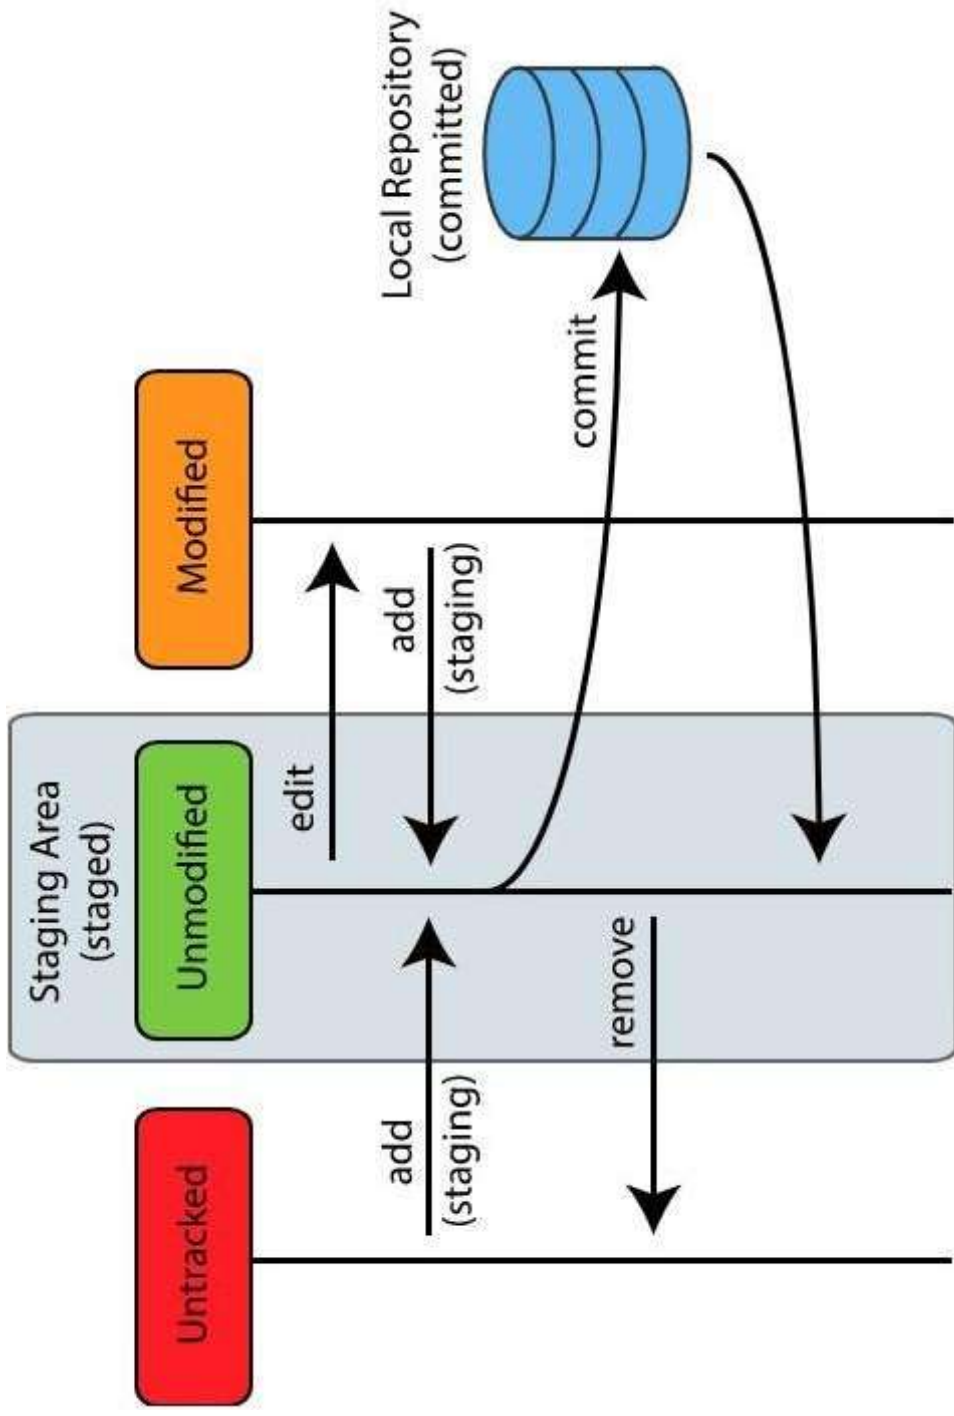 Staging Area
(staged)
Untracked
Unmodified
Modified
edit
Local Repository
(committed)
add
(staging)
add
(staging)
commit
remove